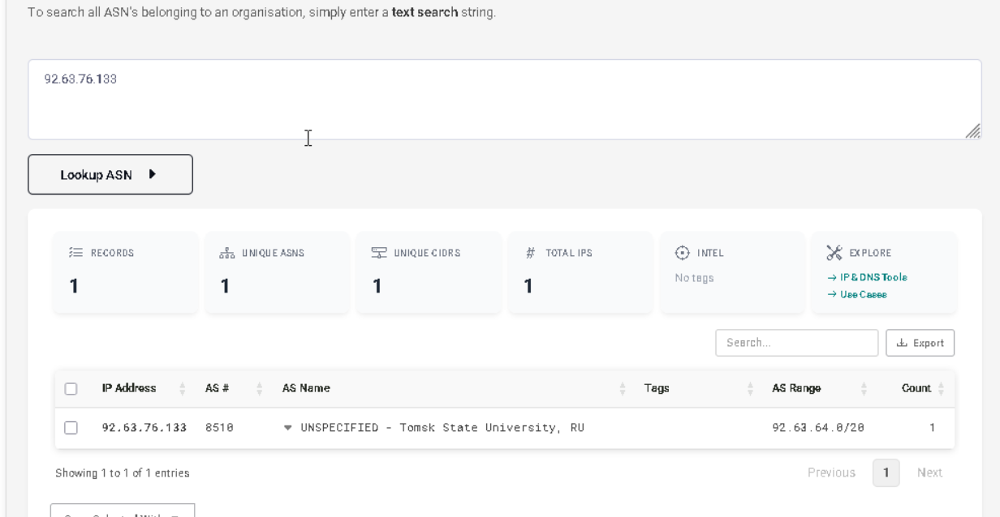 To search all ASN's belonging to an organisation, simply enter a text search string.
92.63.76.133
Lookup ASN
RECORDS
1
UNIQUE ASNS
1
UNIQUE CIDRS
1
# TOTAL IPS
1
INTEL
No tags
EXPLORE
→ IP & DNS Tools
→ Use Cases
Search...
Export
IP Address AS # AS Name Tags AS Range Count
92.63.76.133 8510 UNSPECIFIED - Tomsk State University, RU 92.63.64.0/20 1
Showing 1 to 1 of 1 entries
Previous 1 Next